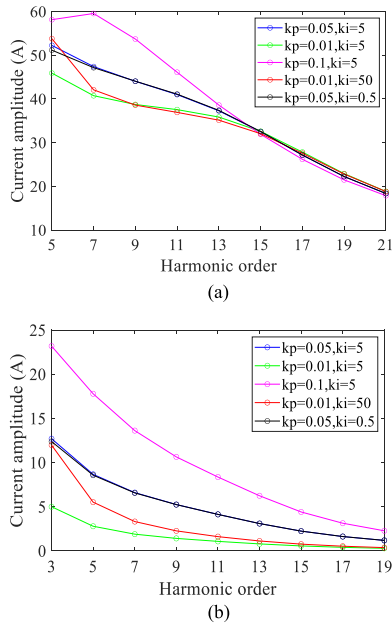 60
50
40
30
20
10
Current amplitude (A)
kp=0.05,ki=5
kp=0.01,ki=5
kp=0.1,ki=5
kp=0.01,ki=50
kp=0.05,ki=0.5
5 7 9 11 13 15 17 19 21
Harmonic order
(a)
25
20
15
10
5
0
Current amplitude (A)
kp=0.05,ki=5
kp=0.01,ki=5
kp=0.1,ki=5
kp=0.01,ki=50
kp=0.05,ki=0.5
3 5 7 9 11 13 15 17 19
Harmonic order
(b)